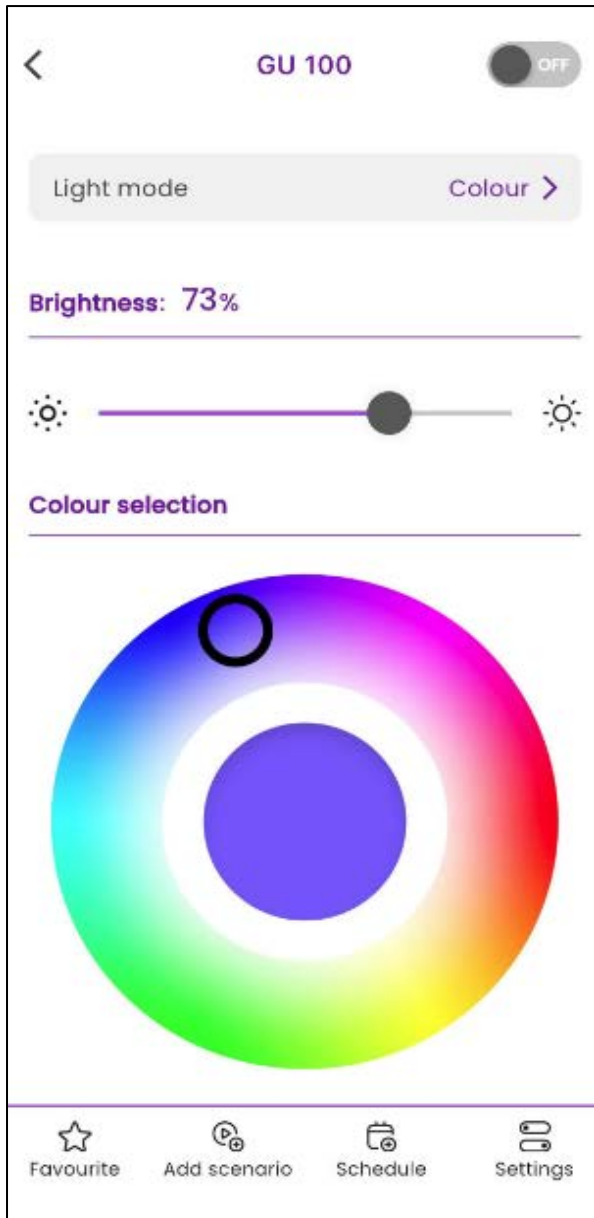 GU 100
OFF
Light mode
Colour
Brightness: 73%
Colour selection
Favourite
Add scenario
Schedule
Settings